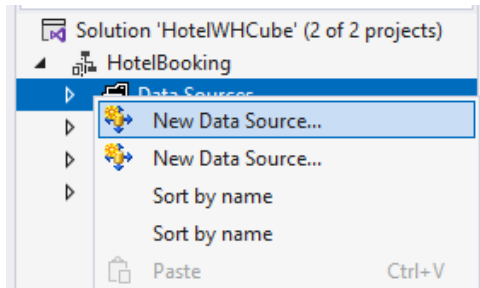 Solution 'HotelWHCube' (2 of 2 projects)
HotelBooking
Data Sources
New Data Source...
New Data Source...
Sort by name
Sort by name
Paste Ctrl+V